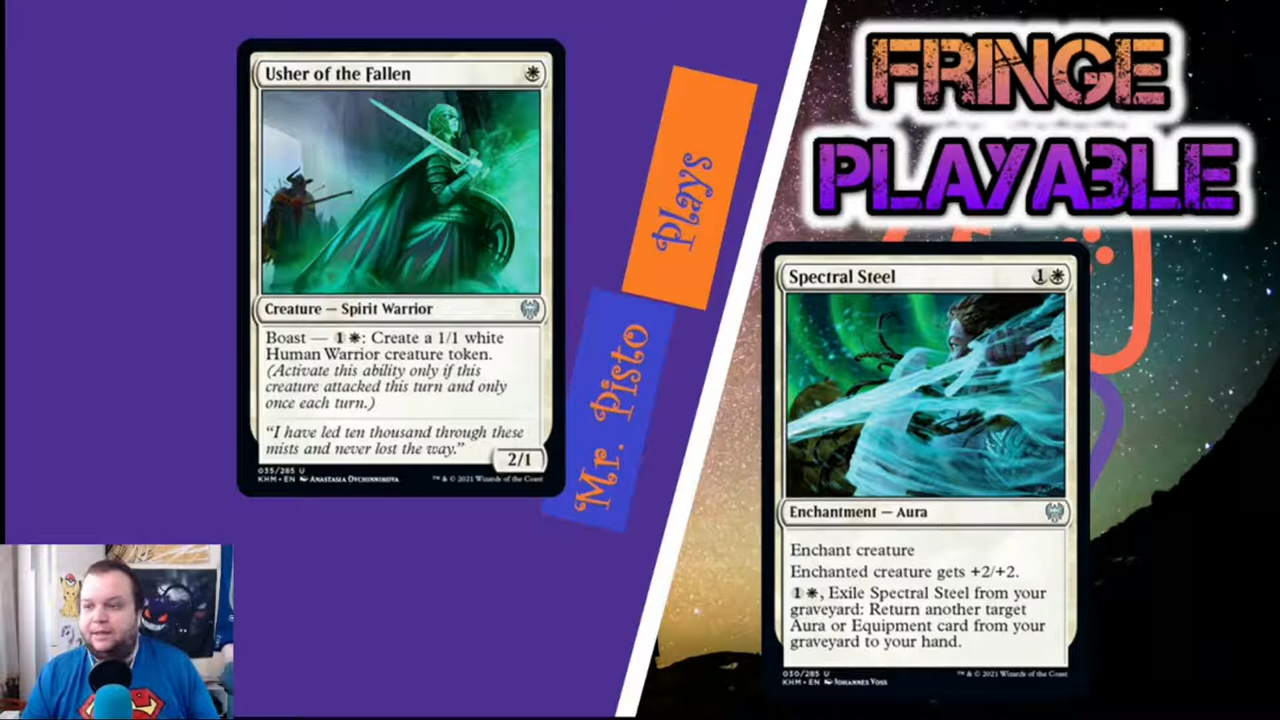 Usher of the Fallen
Creature — Spirit Warrior
Boast — 1: Create a 1/1 white
Human Warrior creature token.
(Activate this ability only if this
creature attacked this turn and only
once each turn.)
“I have led ten thousand through these
mists and never lost the way.”
2/1
035/285 U
KHM • EN ANASTASIA OVCHINNIKOVA
™ & © 2021 Wizards of the Coast
Mr. Pisto
Plays
FRINGE
PLAYABLE
Spectral Steel
1
Enchantment — Aura
Enchant creature
Enchanted creature gets +2/+2.
1, Exile Spectral Steel from your
graveyard: Return another target
Aura or Equipment card from your
graveyard to your hand.
030/285 U
KHM • EN JOHANNES VOSS
™ & © 2021 Wizards of the Coast